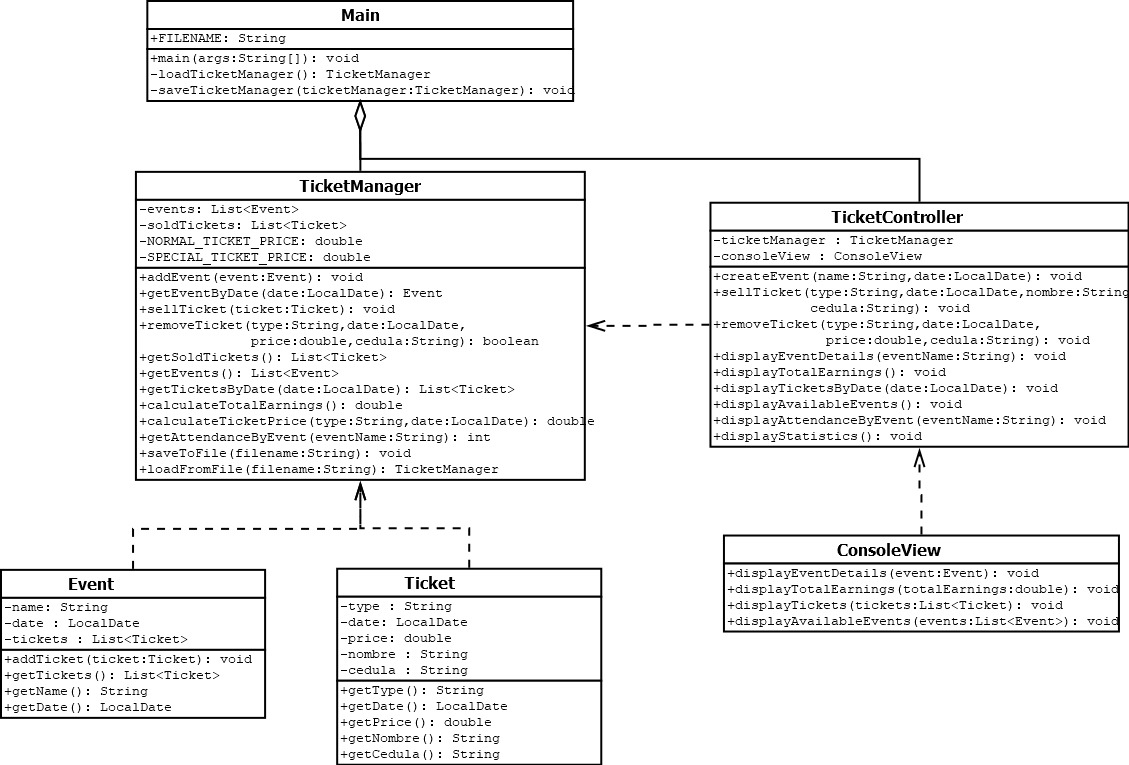 Main
+FILENAME: String
+main(args:String[]): void
-loadTicketManager(): TicketManager
-saveTicketManager(ticketManager:TicketManager): void
TicketManager
-events: List<Event>
-soldTickets: List<Ticket>
-NORMAL_TICKET_PRICE: double
-SPECIAL_TICKET_PRICE: double
+addEvent(event:Event): void
+getEventByDate(date:LocalDate): Event
+sellTicket(ticket:Ticket): void
+removeTicket(type:String,date:LocalDate,
price:double,cedula:String): boolean
+getSoldTickets(): List<Ticket>
+getEvents(): List<Event>
+getTicketsByDate(date:LocalDate): List<Ticket>
+calculateTotalEarnings(): double
+calculateTicketPrice(type:String,date:LocalDate): double
+getAttendanceByEvent(eventName:String): int
+saveToFile(filename:String): void
+loadFromFile(filename:String): TicketManager
TicketController
-ticketManager : TicketManager
-consoleView : ConsoleView
+createEvent(name:String,date:LocalDate): void
+sellTicket(type:String,date:LocalDate,nombre:String
cedula:String): void
+removeTicket(type:String,date:LocalDate,
price:double,cedula:String): void
+displayEventDetails(eventName:String): void
+displayTotalEarnings(): void
+displayTicketsByDate(date:LocalDate): void
+displayAvailableEvents(): void
+displayAttendanceByEvent(eventName:String): void
+displayStatistics(): void
Event
-name: String
-date : LocalDate
-tickets : List<Ticket>
+addTicket(ticket:Ticket): void
+getTickets(): List<Ticket>
+getName(): String
+getDate(): LocalDate
Ticket
-type : String
-date: LocalDate
-price: double
-nombre : String
-cedula : String
+getType(): String
+getDate(): LocalDate
+getPrice(): double
+getNombre(): String
+getCedula(): String
ConsoleView
+displayEventDetails(event:Event): void
+displayTotalEarnings(totalEarnings:double): void
+displayTickets(tickets:List<Ticket): void
+displayAvailableEvents(events:List<Event>): void